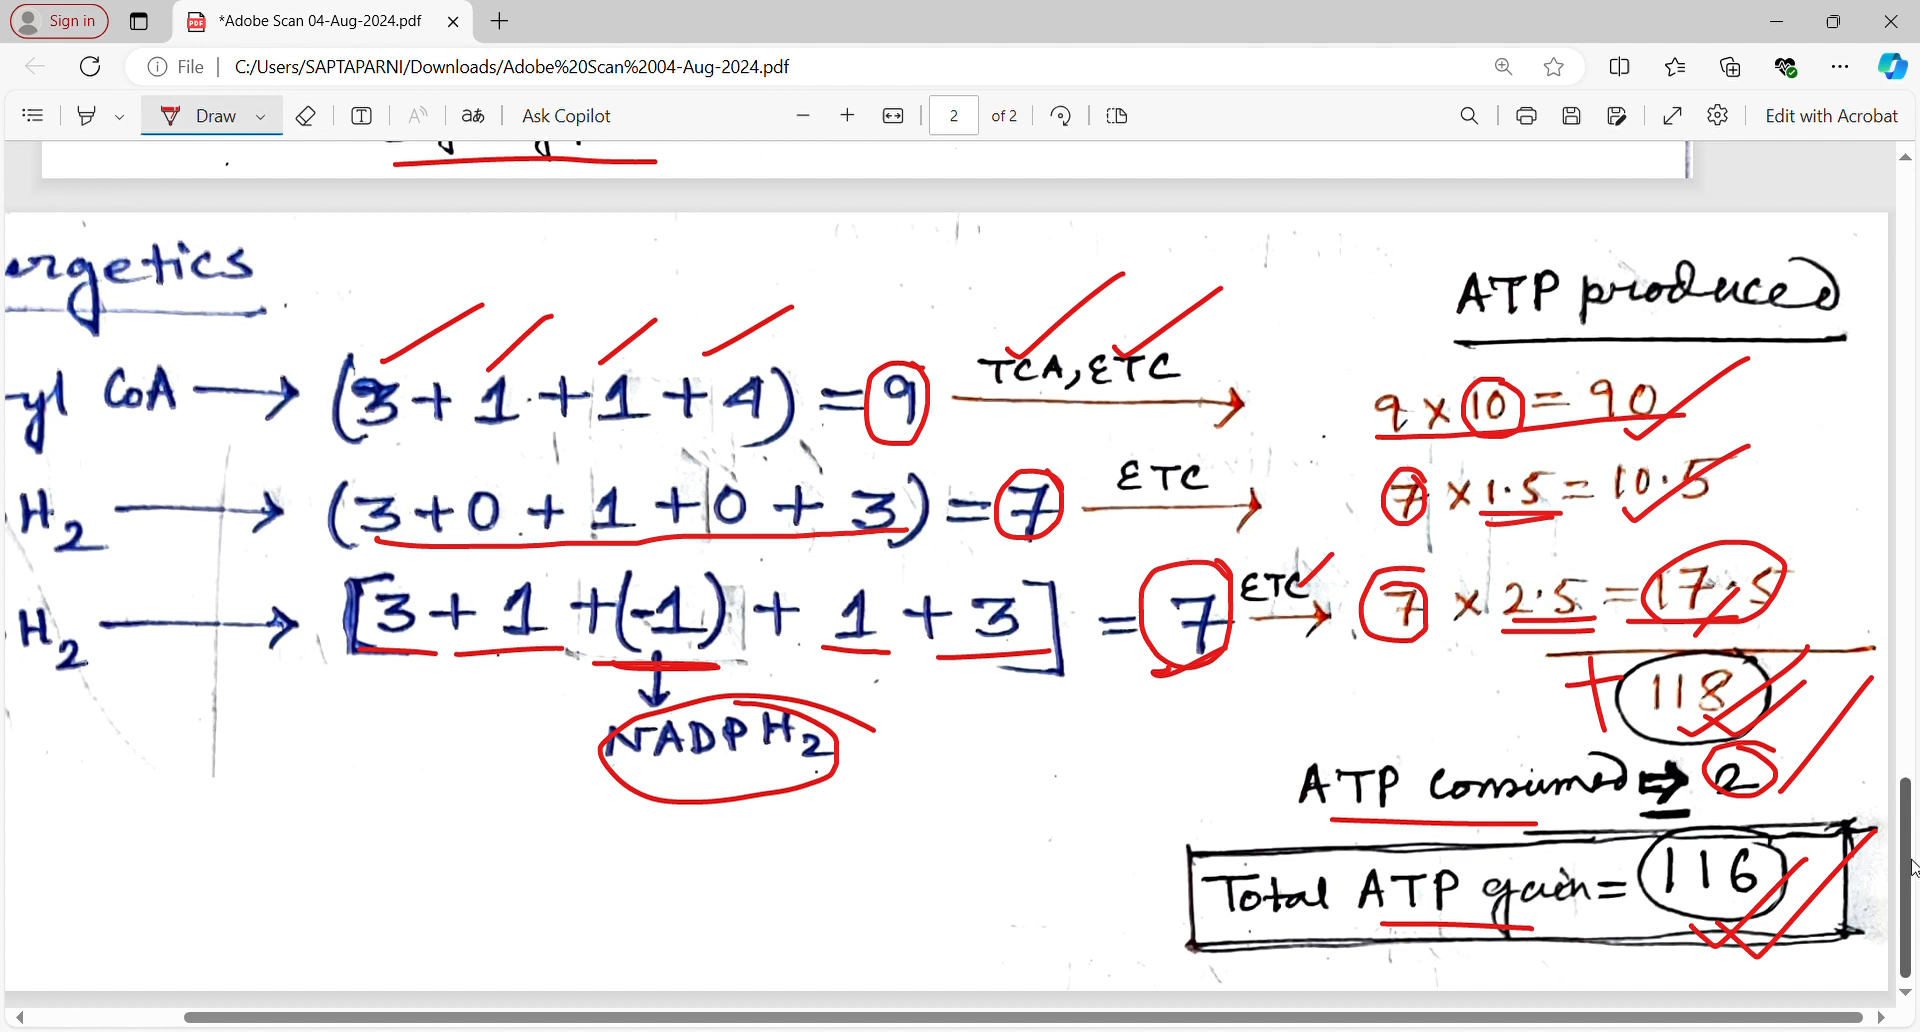 Sign in
*Adobe Scan 04-Aug-2024.pdf
File | C:/Users/SAPTAPARNI/Downloads/Adobe%20Scan%2004-Aug-2024.pdf
Draw
T
aあ
Ask Copilot
2 of 2
Edit with Acrobat
ergetics
ATP produced
yl CoA → (3+1+1+4) = 9 TCA, ETC → 9 × 10 = 90
H2 → (3+0+1+0+3) = 7 ETC → 7 × 1.5 = 10.5
H2 → [3+1+(-1)+1+3] = 7 ETC → 7 × 2.5 = 17.5
+ 118
↓
NADPH2
ATP consumed ⇒ 2
Total ATP gain = 116